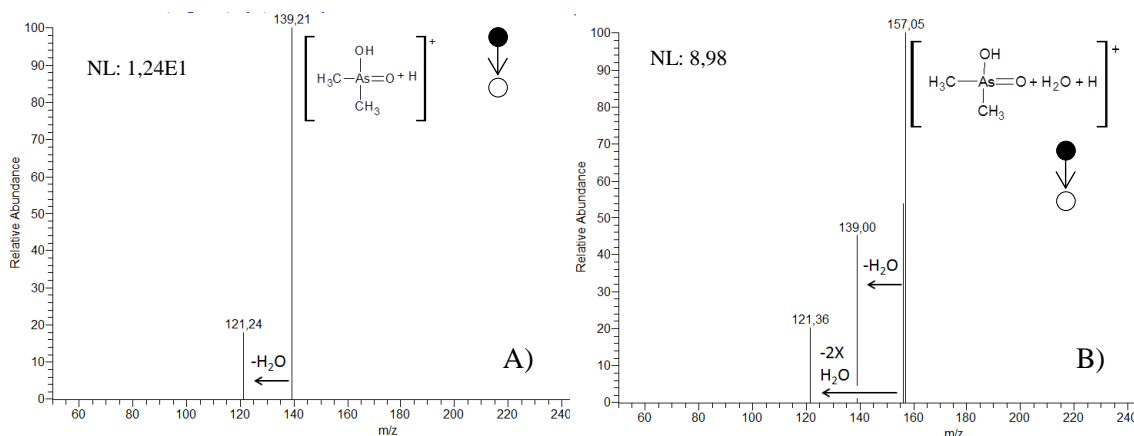 139,21
NL: 1,24E1
OH
H₃C—As=O + H
CH₃
+
Relative Abundance
100
90
80
70
60
50
40
30
20
10
0
121,24
-H₂O
A)
60 80 100 120 140 160 180 200 220 240
m/z
157,05
NL: 8,98
OH
H₃C—As=O + H₂O + H
CH₃
+
Relative Abundance
100
90
80
70
60
50
40
30
20
10
0
139,00
-H₂O
121,36
-2X
H₂O
B)
60 80 100 120 140 160 180 200 220 240
m/z